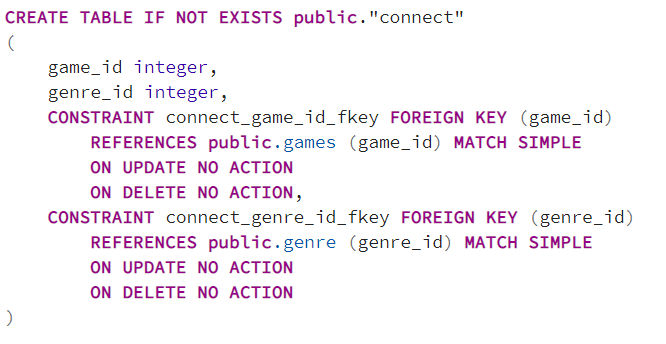 CREATE TABLE IF NOT EXISTS public."connect"
(
    game_id integer,
    genre_id integer,
    CONSTRAINT connect_game_id_fkey FOREIGN KEY (game_id)
        REFERENCES public.games (game_id) MATCH SIMPLE
        ON UPDATE NO ACTION
        ON DELETE NO ACTION,
    CONSTRAINT connect_genre_id_fkey FOREIGN KEY (genre_id)
        REFERENCES public.genre (genre_id) MATCH SIMPLE
        ON UPDATE NO ACTION
        ON DELETE NO ACTION
)